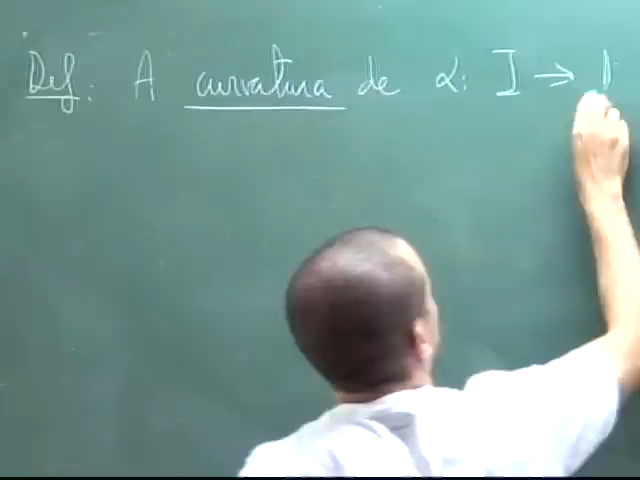 Def: A curvatura de α: I →